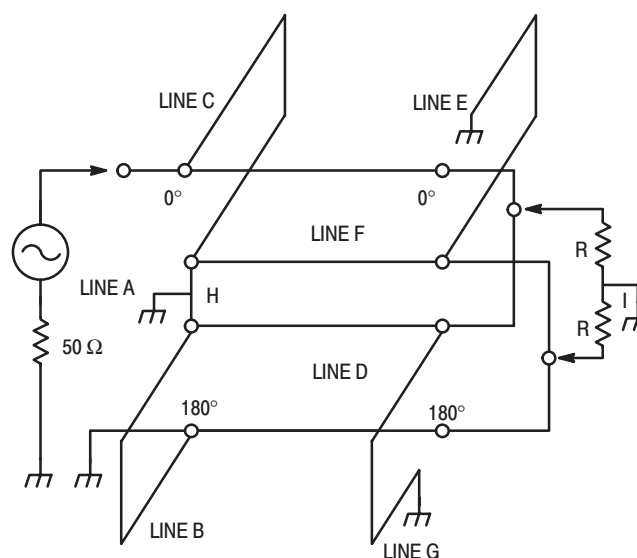 LINE C
LINE E
0°
0°
LINE F
R
LINE A
H
I
R
50 Ω
LINE D
180°
180°
LINE B
LINE G